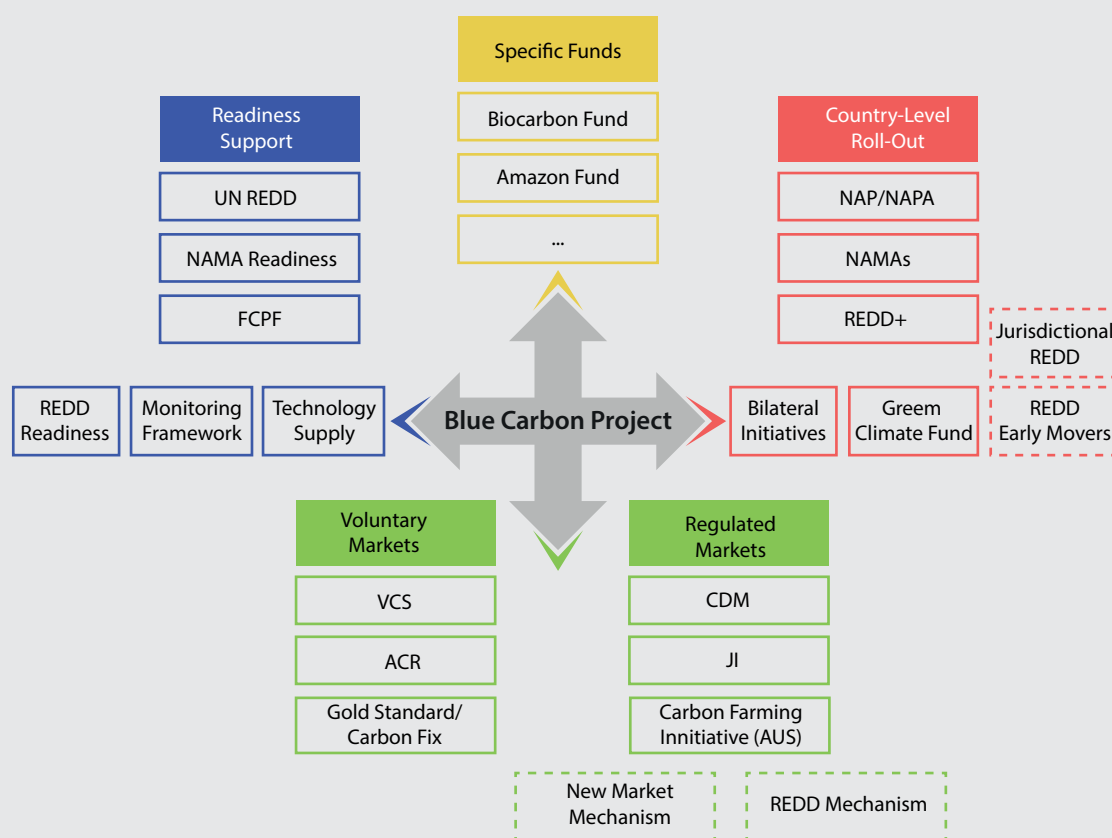 Specific Funds
Biocarbon Fund
Amazon Fund
...
Readiness
Support
UN REDD
NAMA Readiness
FCPF
REDD
Readiness
Monitoring
Framework
Technology
Supply
Country-Level
Roll-Out
NAP/NAPA
NAMAs
REDD+
Jurisdictional
REDD
Bilateral
Initiatives
Greem
Climate Fund
REDD
Early Movers
Blue Carbon Project
Voluntary
Markets
VCS
ACR
Gold Standard/
Carbon Fix
Regulated
Markets
CDM
JI
Carbon Farming
Innitiative (AUS)
New Market
Mechanism
REDD Mechanism